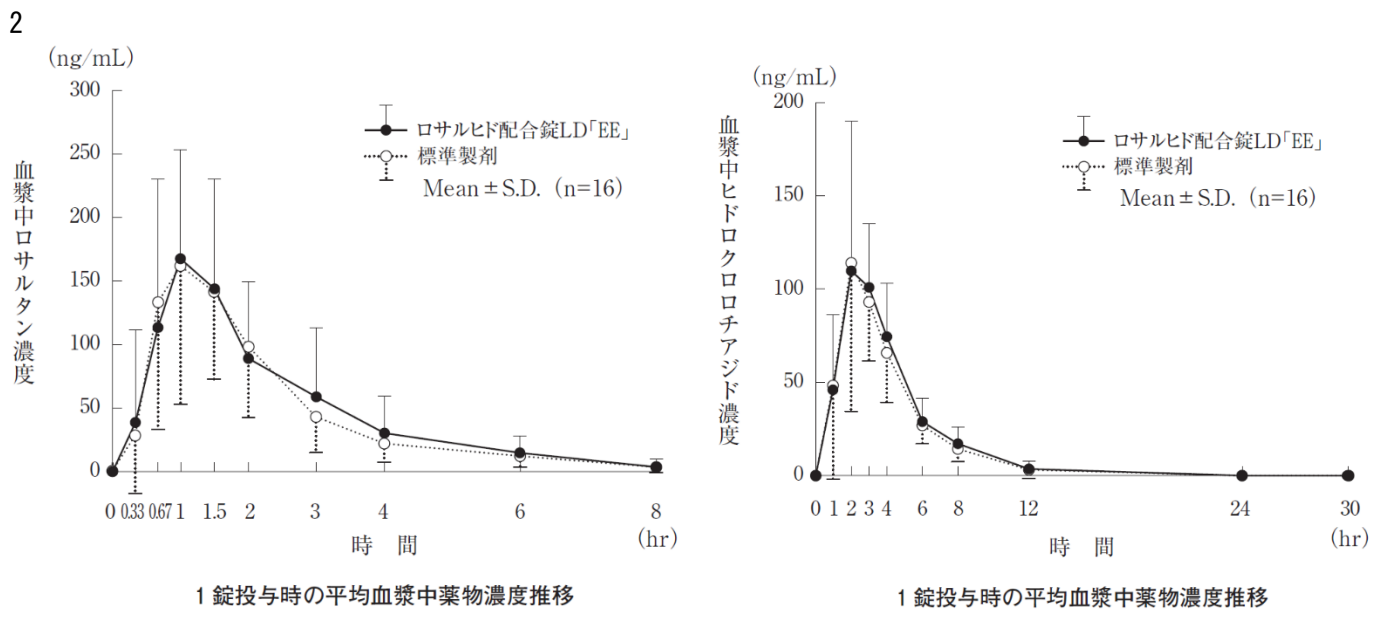 2
(ng/mL)
300
250
200
150
100
50
0
血漿中ロサルタン濃度
ロサルヒド配合錠LD「EE」
標準製剤
Mean ± S.D. (n=16)
0 0.33 0.67 1 1.5 2 3 4 6 8
(hr)
時 間
1錠投与時の平均血漿中薬物濃度推移
(ng/mL)
200
150
100
50
0
血漿中ヒドロクロロチアジド濃度
ロサルヒド配合錠LD「EE」
標準製剤
Mean ± S.D. (n=16)
0 1 2 3 4 6 8 12 24 30
(hr)
時 間
1錠投与時の平均血漿中薬物濃度推移